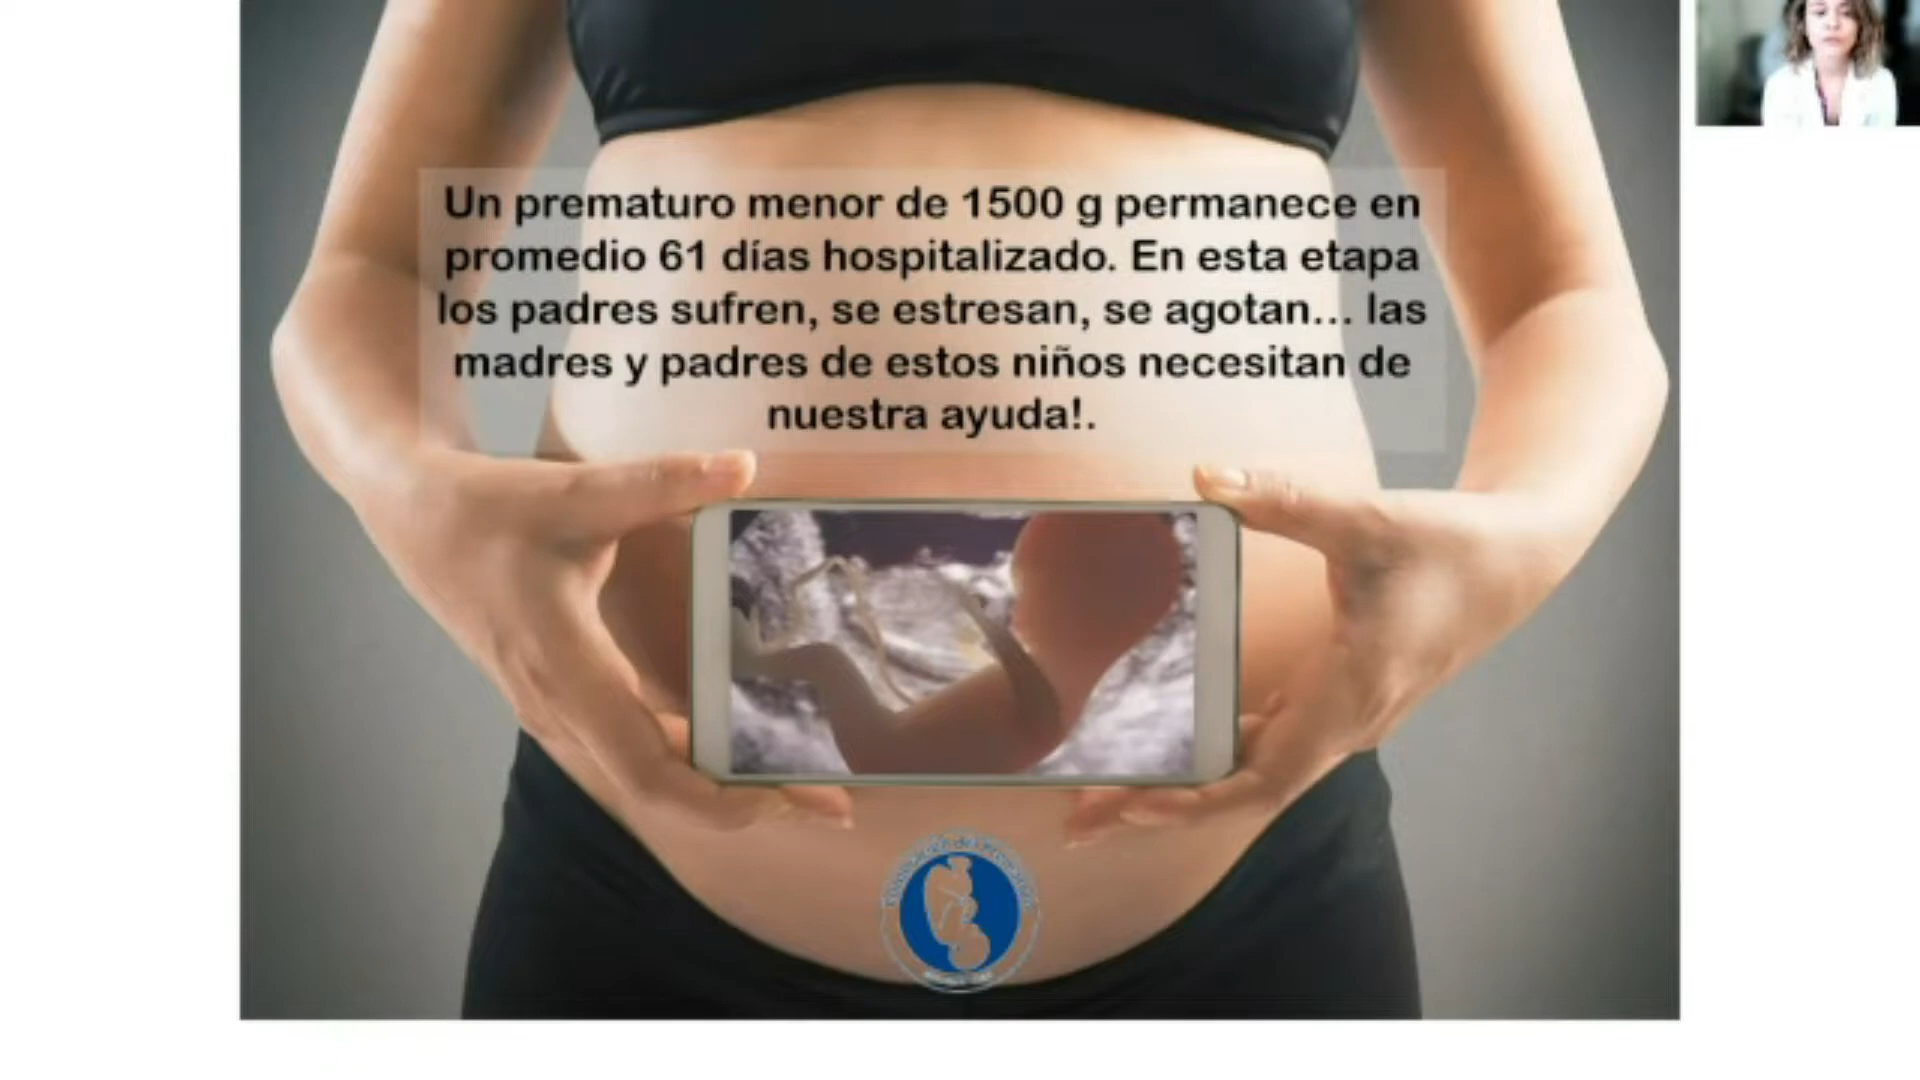 Un prematuro menor de 1500 g permanece en
promedio 61 días hospitalizado. En esta etapa
los padres sufren, se estresan, se agotan... las
madres y padres de estos niños necesitan de
nuestra ayuda!.